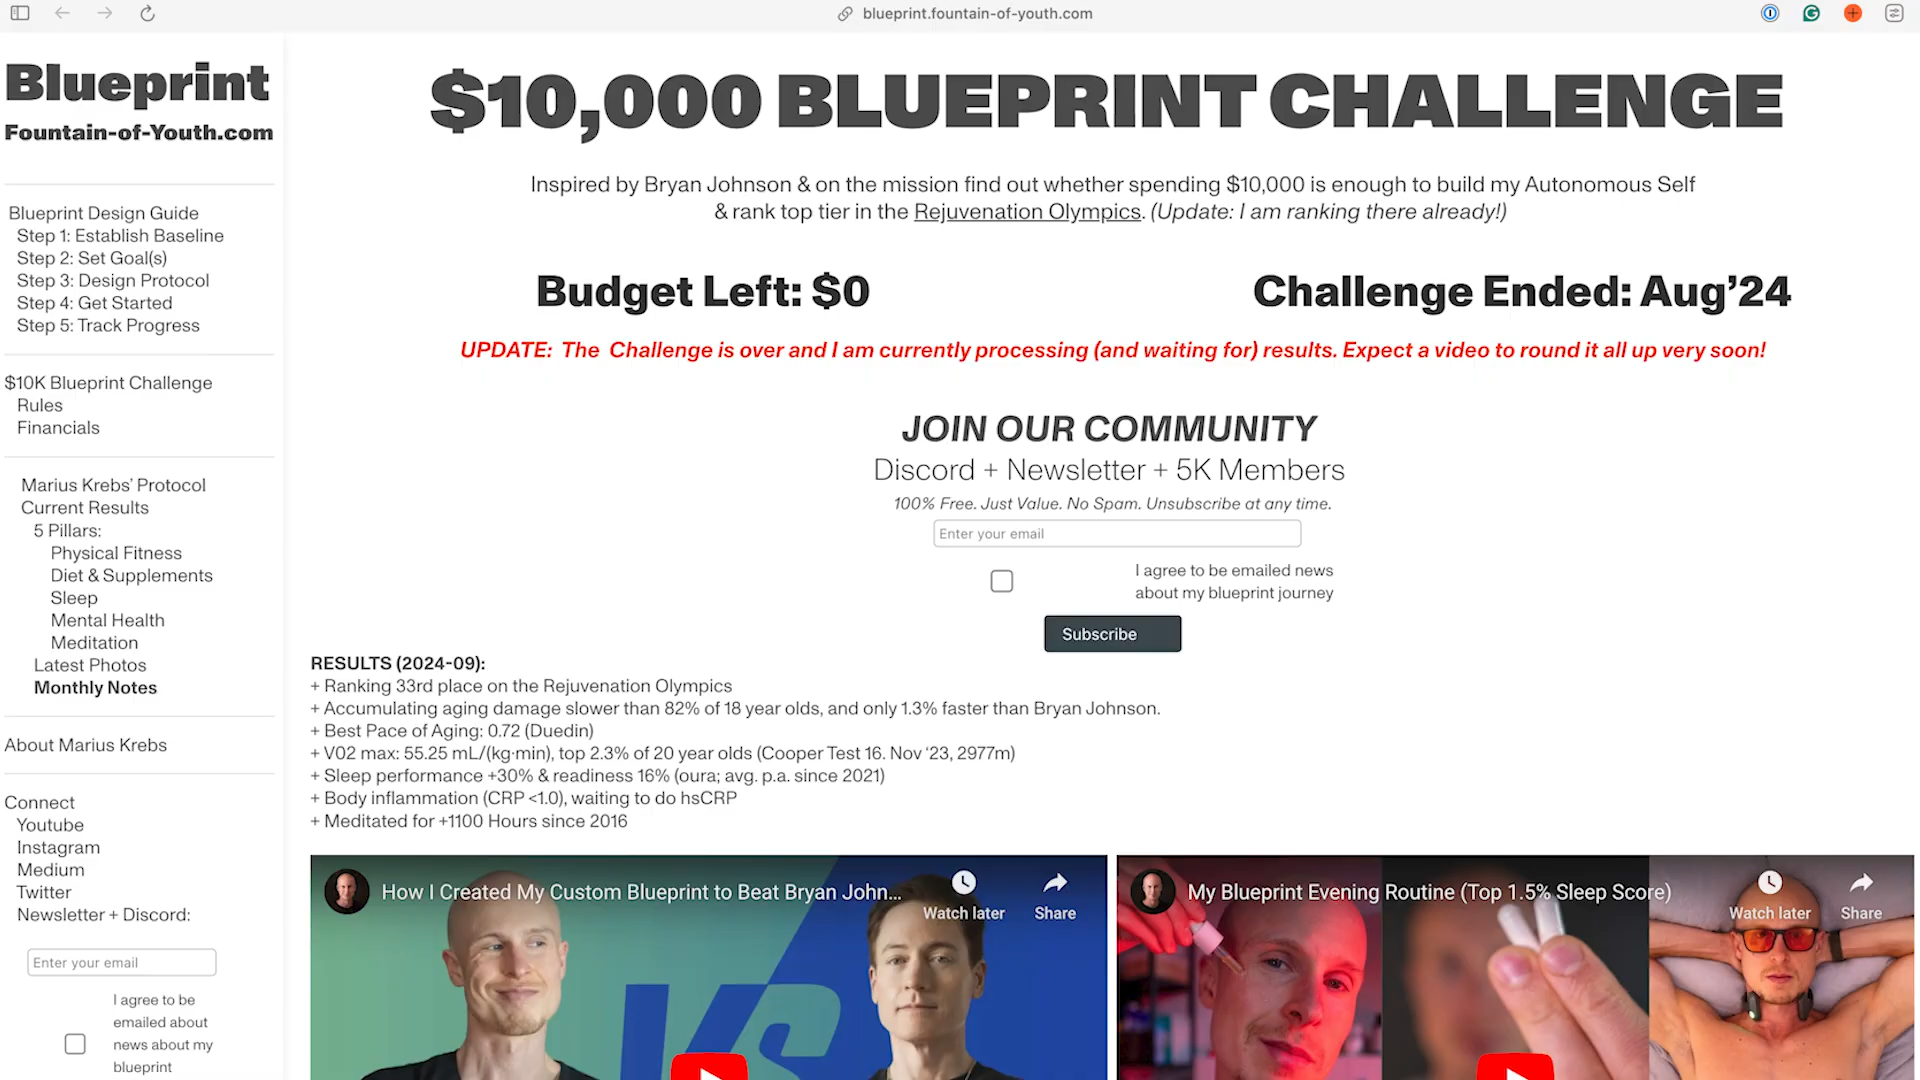 blueprint.fountain-of-youth.com
Blueprint
Fountain-of-Youth.com
Blueprint Design Guide
Step 1: Establish Baseline
Step 2: Set Goal(s)
Step 3: Design Protocol
Step 4: Get Started
Step 5: Track Progress
$10K Blueprint Challenge
Rules
Financials
Marius Krebs' Protocol
Current Results
5 Pillars:
Physical Fitness
Diet & Supplements
Sleep
Mental Health
Meditation
Latest Photos
Monthly Notes
About Marius Krebs
Connect
Youtube
Instagram
Medium
Twitter
Newsletter + Discord:
Enter your email
I agree to be
emailed about
news about my
blueprint
$10,000 BLUEPRINT CHALLENGE
Inspired by Bryan Johnson & on the mission find out whether spending $10,000 is enough to build my Autonomous Self
& rank top tier in the Rejuvenation Olympics. (Update: I am ranking there already!)
Budget Left: $0
Challenge Ended: Aug'24
UPDATE: The Challenge is over and I am currently processing (and waiting for) results. Expect a video to round it all up very soon!
JOIN OUR COMMUNITY
Discord + Newsletter + 5K Members
100% Free. Just Value. No Spam. Unsubscribe at any time.
Enter your email
I agree to be emailed news
about my blueprint journey
Subscribe
RESULTS (2024-09):
+ Ranking 33rd place on the Rejuvenation Olympics
+ Accumulating aging damage slower than 82% of 18 year olds, and only 1.3% faster than Bryan Johnson.
+ Best Pace of Aging: 0.72 (Duedin)
+ V02 max: 55.25 mL/(kg·min), top 2.3% of 20 year olds (Cooper Test 16. Nov '23, 2977m)
+ Sleep performance +30% & readiness 16% (oura; avg. p.a. since 2021)
+ Body inflammation (CRP <1.0), waiting to do hsCRP
+ Meditated for +1100 Hours since 2016
How I Created My Custom Blueprint to Beat Bryan John...
Watch later
Share
VS
My Blueprint Evening Routine (Top 1.5% Sleep Score)
Watch later
Share